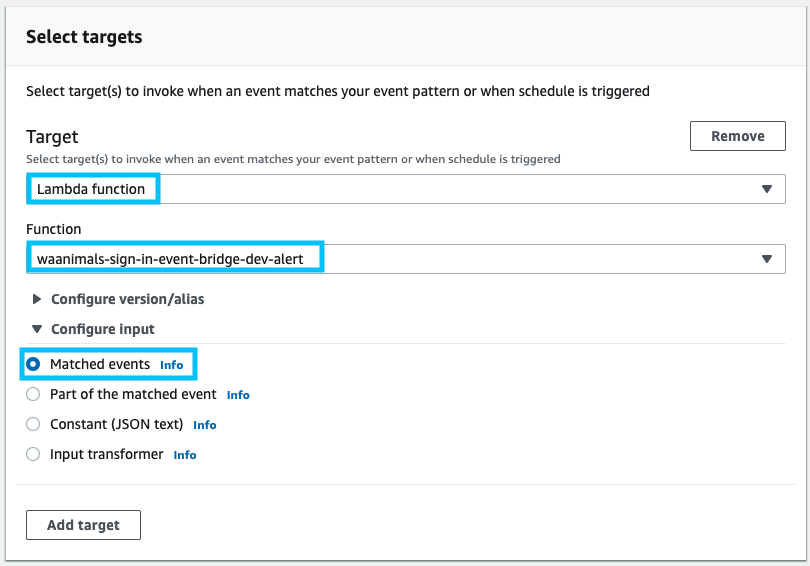 Select targets
Select target(s) to invoke when an event matches your event pattern or when schedule is triggered
Target
Remove
Select target(s) to invoke when an event matches your event pattern or when schedule is triggered
Lambda function
Function
waanimals-sign-in-event-bridge-dev-alert
Configure version/alias
Configure input
Matched events Info
Part of the matched event Info
Constant (JSON text) Info
Input transformer Info
Add target